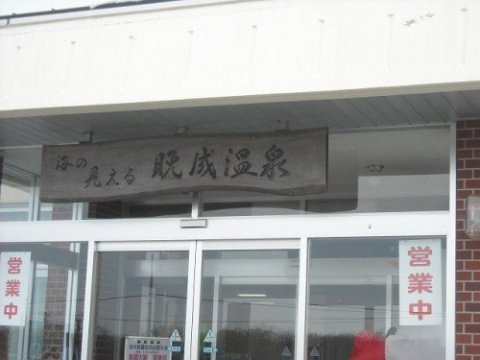 海の
見える
晩成温泉
営業中
営業中